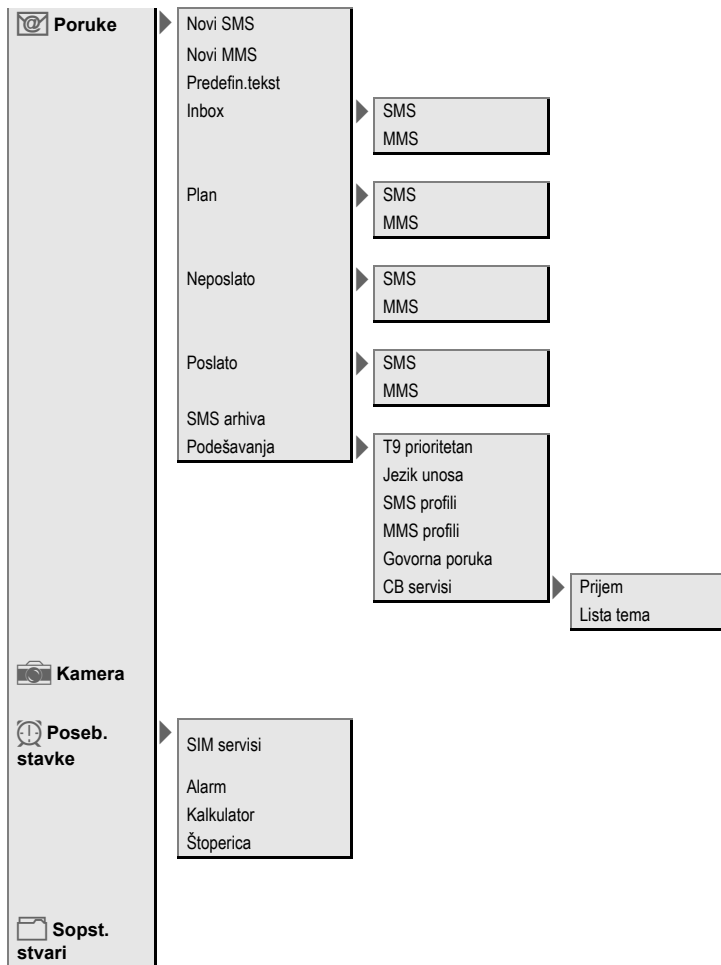 Poruke
Novi SMS
Novi MMS
Predefin.tekst
Inbox
SMS
MMS
Plan
SMS
MMS
Neposlato
SMS
MMS
Poslato
SMS
MMS
SMS arhiva
Podešavanja
T9 prioritetan
Jezik unosa
SMS profili
MMS profili
Govorna poruka
CB servisi
Prijem
Lista tema
Kamera
Poseb.
stavke
SIM servisi
Alarm
Kalkulator
Štoperica
Sopst.
stvari